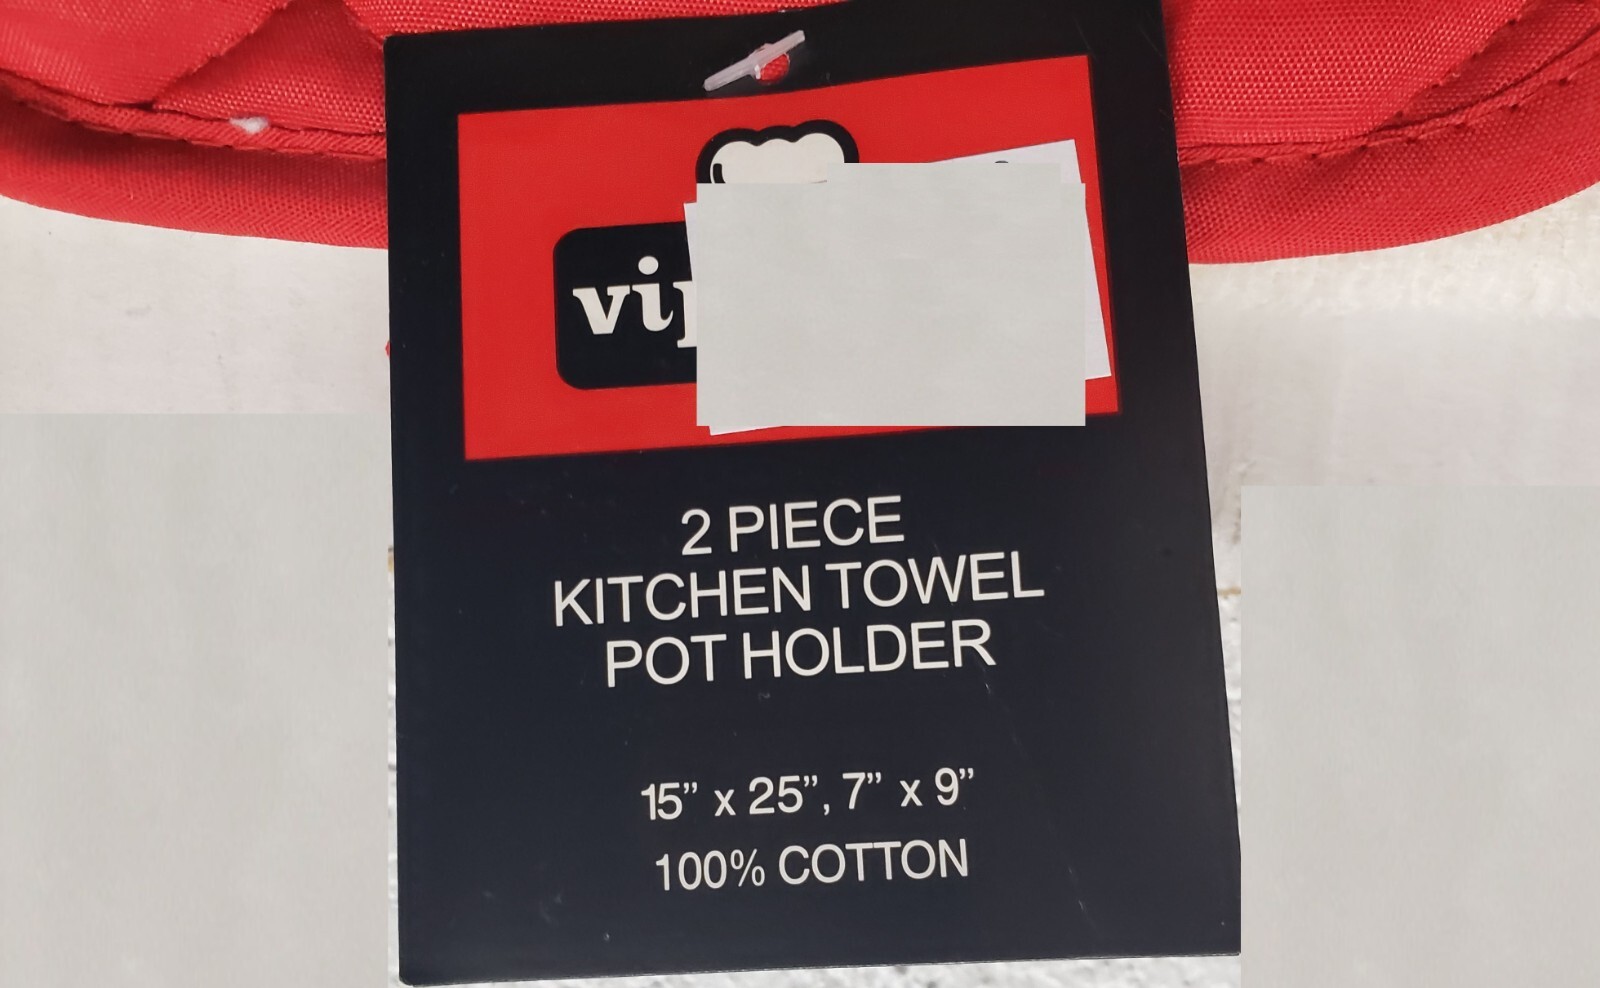 2 PIECE
KITCHEN TOWEL
POT HOLDER
15” x 25”, 7” x 9”
100% COTTON